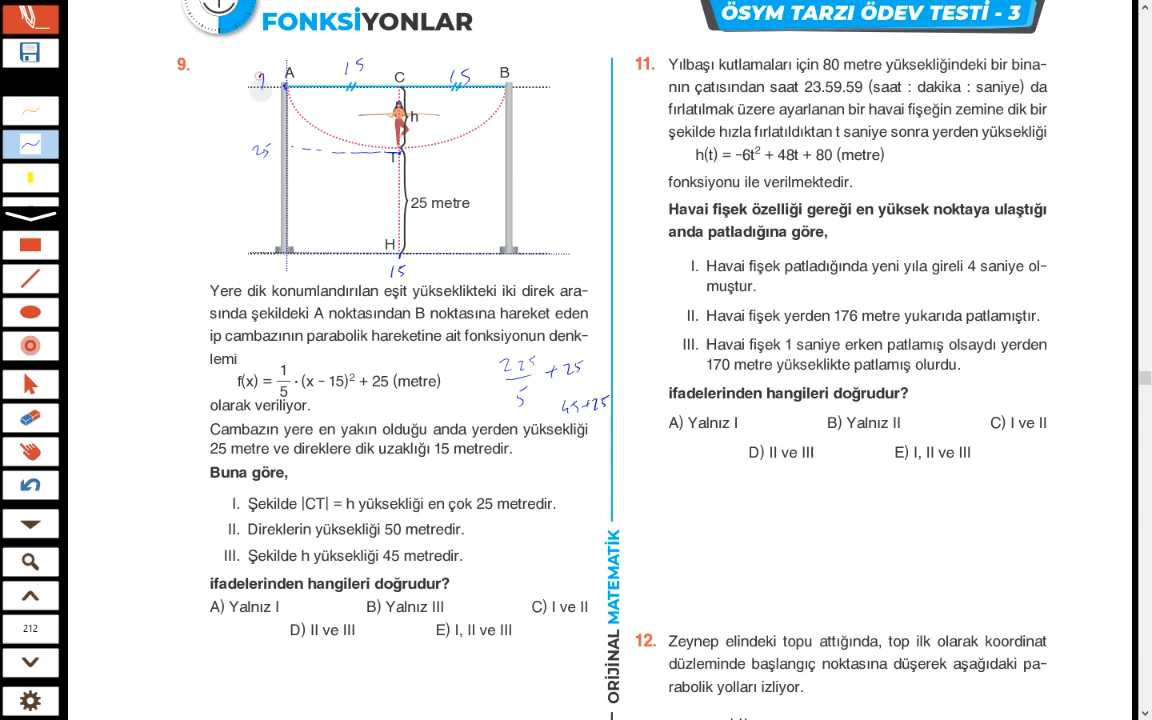 FONKSİYONLAR
ÖSYM TARZI ÖDEV TESTİ - 3
9.
A
15
C
15
B
h
25
T
25 metre
H
15
Yere dik konumlandırılan eşit yükseklikteki iki direk ara-
sında şekildeki A noktasından B noktasına hareket eden
ip cambazının parabolik hareketine ait fonksiyonun denk-
lemi
f(x) = 1/5 · (x – 15)² + 25 (metre)
225/5 + 25
45+25
olarak veriliyor.
Cambazın yere en yakın olduğu anda yerden yüksekliği
25 metre ve direklere dik uzaklığı 15 metredir.
Buna göre,
I. Şekilde |CT| = h yüksekliği en çok 25 metredir.
II. Direklerin yüksekliği 50 metredir.
III. Şekilde h yüksekliği 45 metredir.
ifadelerinden hangileri doğrudur?
A) Yalnız I B) Yalnız III C) I ve II
D) II ve III E) I, II ve III
ORİJİNAL MATEMATİK
11. Yılbaşı kutlamaları için 80 metre yüksekliğindeki bir bina-
nın çatısından saat 23.59.59 (saat : dakika : saniye) da
fırlatılmak üzere ayarlanan bir havai fişeğin zemine dik bir
şekilde hızla fırlatıldıktan t saniye sonra yerden yüksekliği
h(t) = –6t² + 48t + 80 (metre)
fonksiyonu ile verilmektedir.
Havai fişek özelliği gereği en yüksek noktaya ulaştığı
anda patladığına göre,
I. Havai fişek patladığında yeni yıla gireli 4 saniye ol-
muştur.
II. Havai fişek yerden 176 metre yukarıda patlamıştır.
III. Havai fişek 1 saniye erken patlamış olsaydı yerden
170 metre yükseklikte patlamış olurdu.
ifadelerinden hangileri doğrudur?
A) Yalnız I B) Yalnız II C) I ve II
D) II ve III E) I, II ve III
12. Zeynep elindeki topu attığında, top ilk olarak koordinat
düzleminde başlangıç noktasına düşerek aşağıdaki pa-
rabolik yolları izliyor.
212